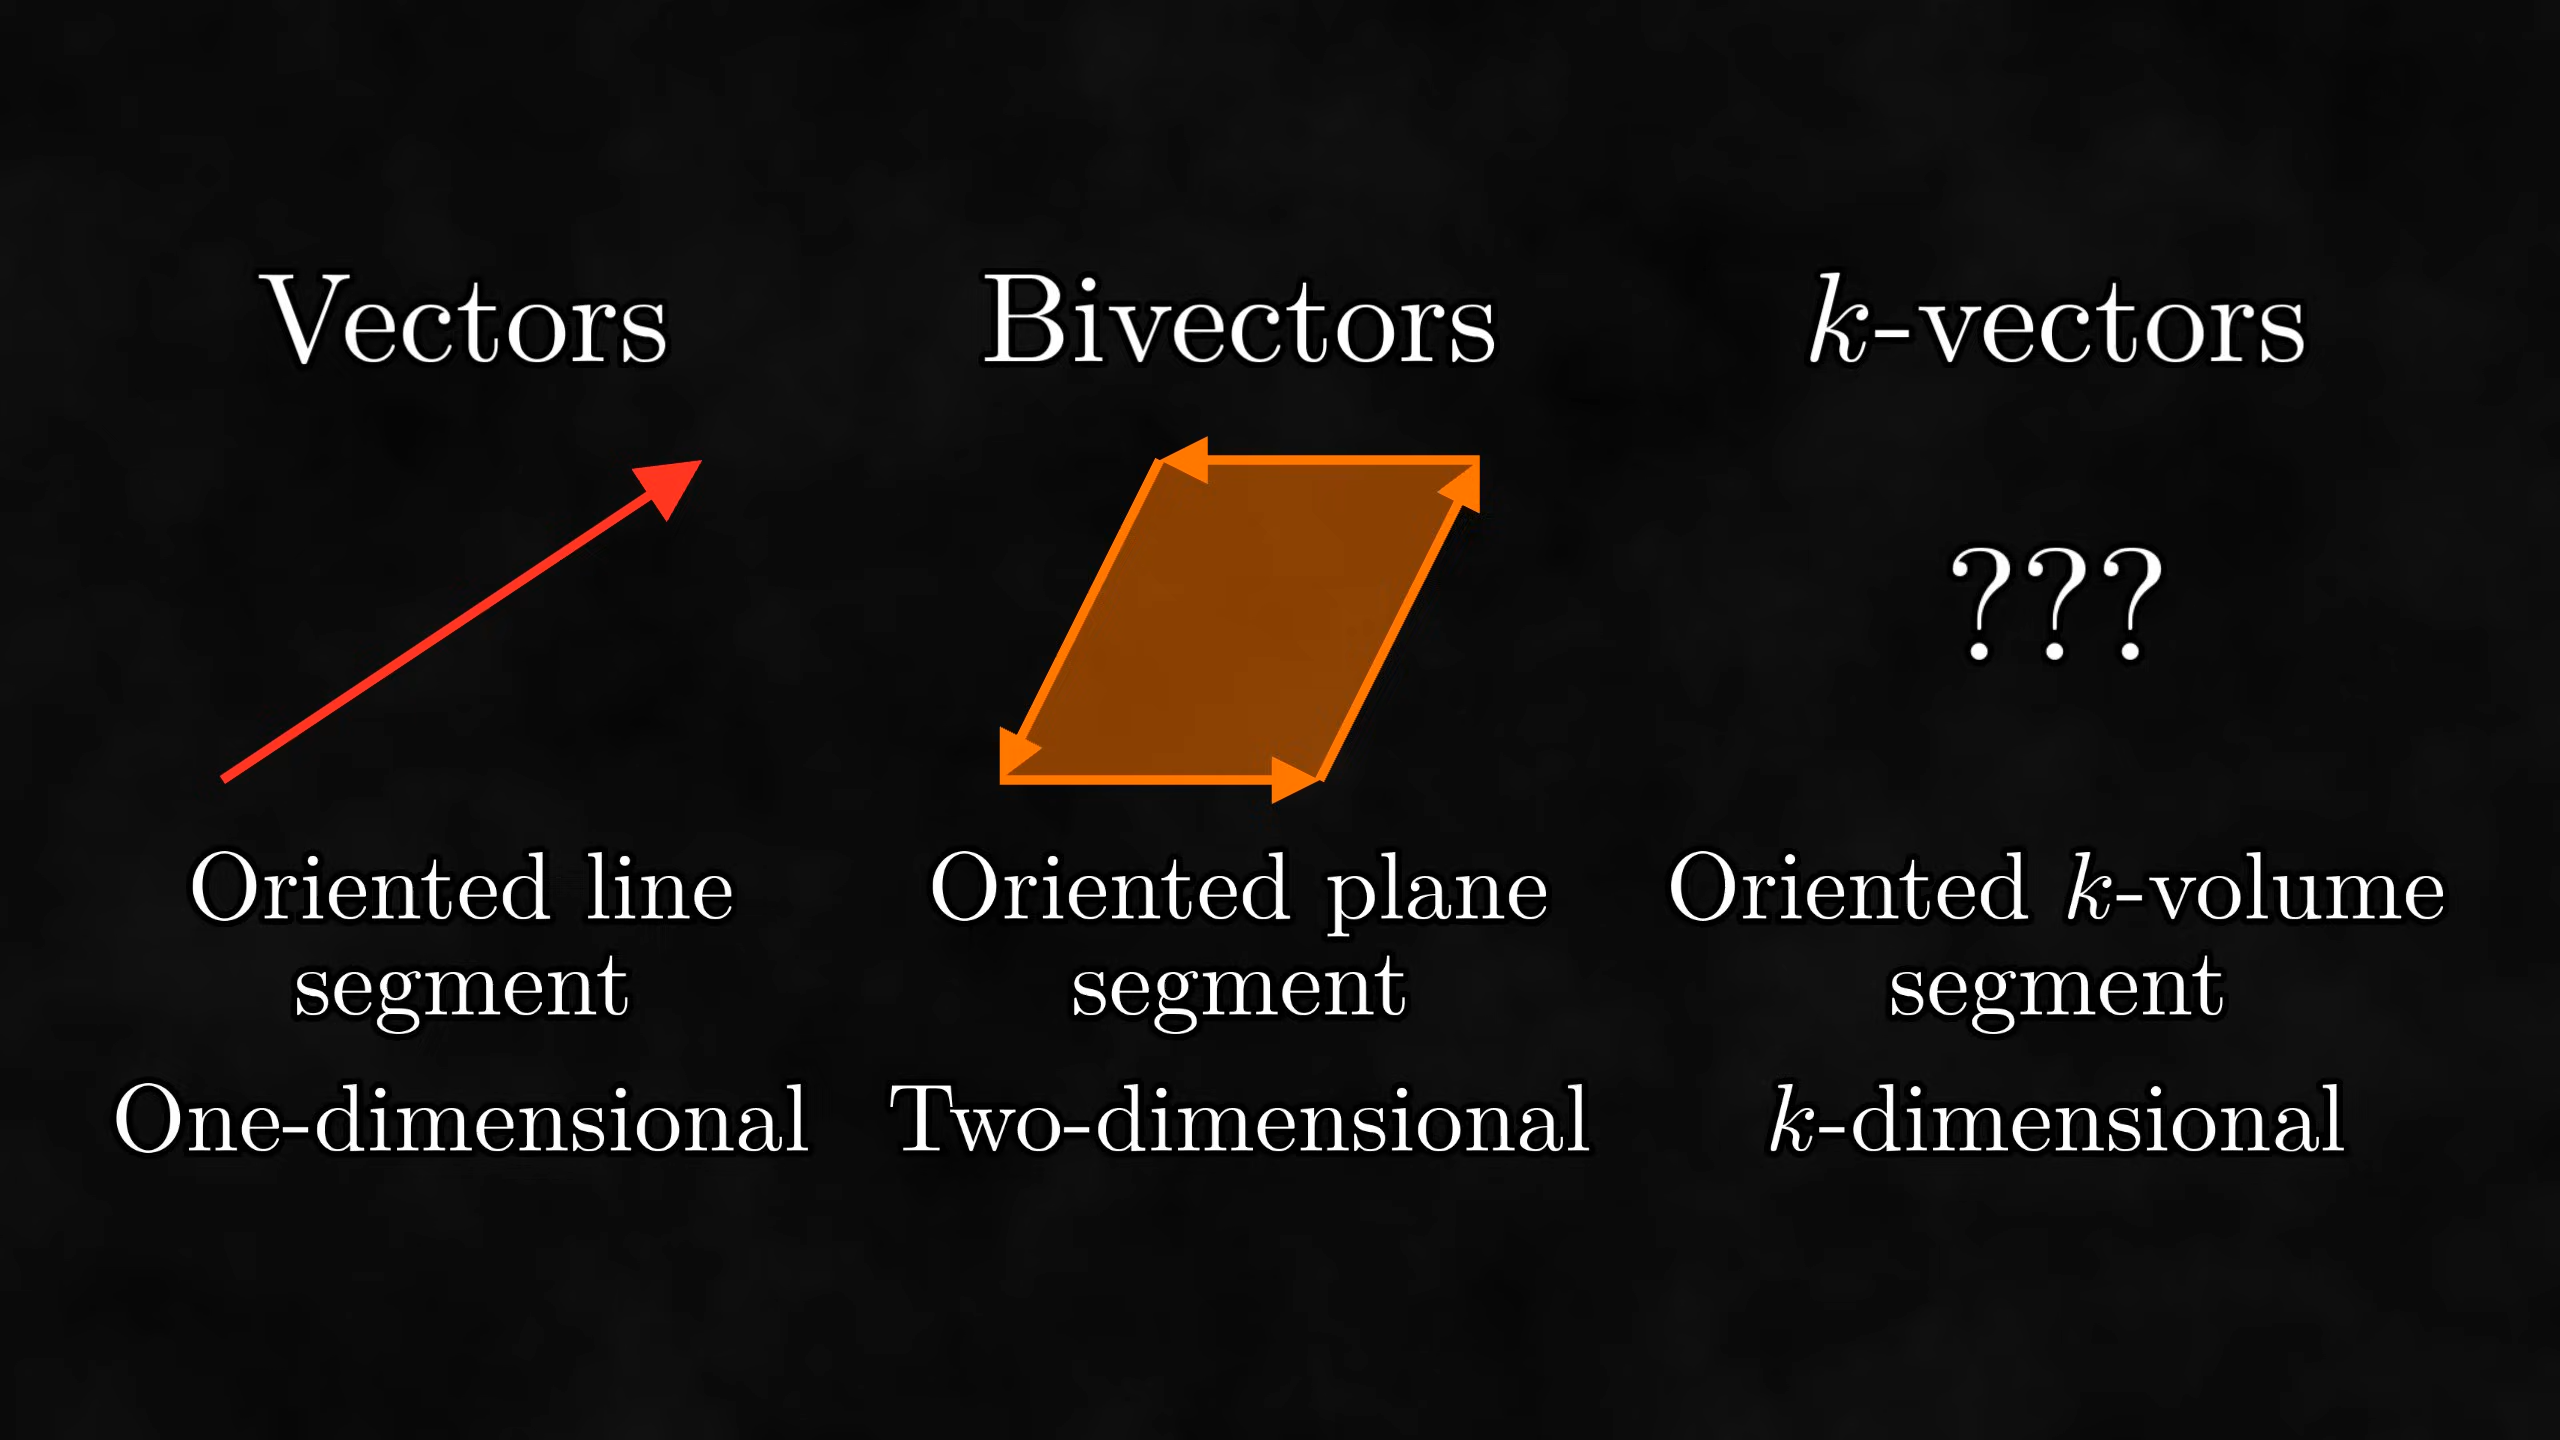 Vectors
Bivectors
k-vectors
???
Oriented line
segment
Oriented plane
segment
Oriented k-volume
segment
One-dimensional
Two-dimensional
k-dimensional